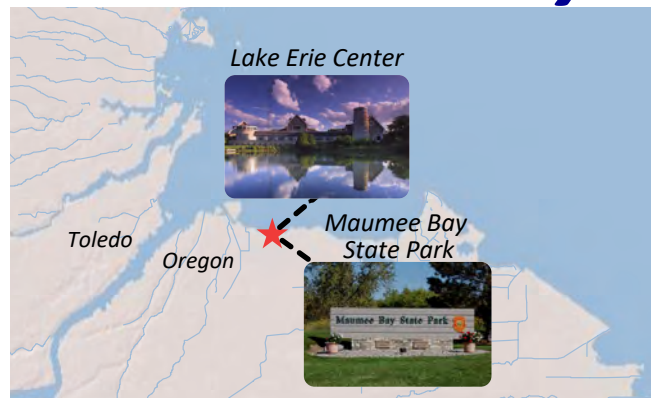 Lake Erie Center
Maumee Bay
State Park
Toledo
Oregon
Maumee Bay State Park